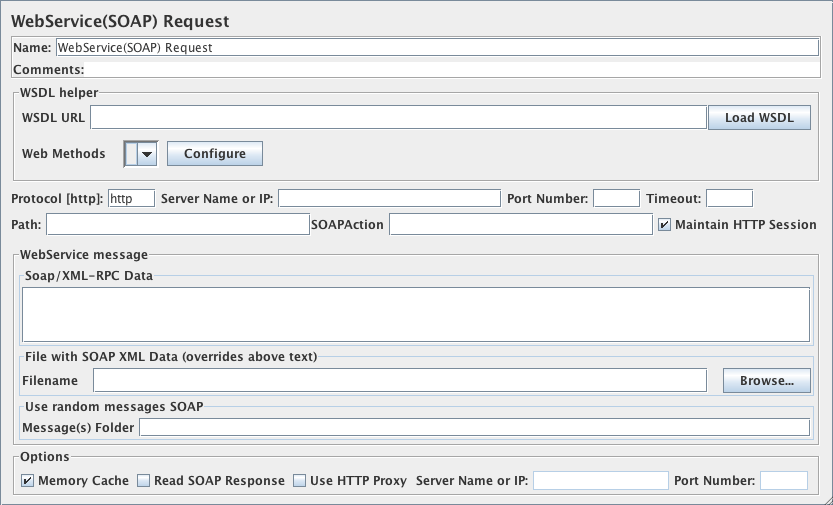 WebService(SOAP) Request
Name: WebService(SOAP) Request
Comments:
WSDL helper
WSDL URL Load WSDL
Web Methods Configure
Protocol [http]: http Server Name or IP: Port Number: Timeout:
Path: SOAPAction Maintain HTTP Session
WebService message
Soap/XML-RPC Data
File with SOAP XML Data (overrides above text)
Filename Browse...
Use random messages SOAP
Message(s) Folder
Options
Memory Cache Read SOAP Response Use HTTP Proxy Server Name or IP: Port Number: